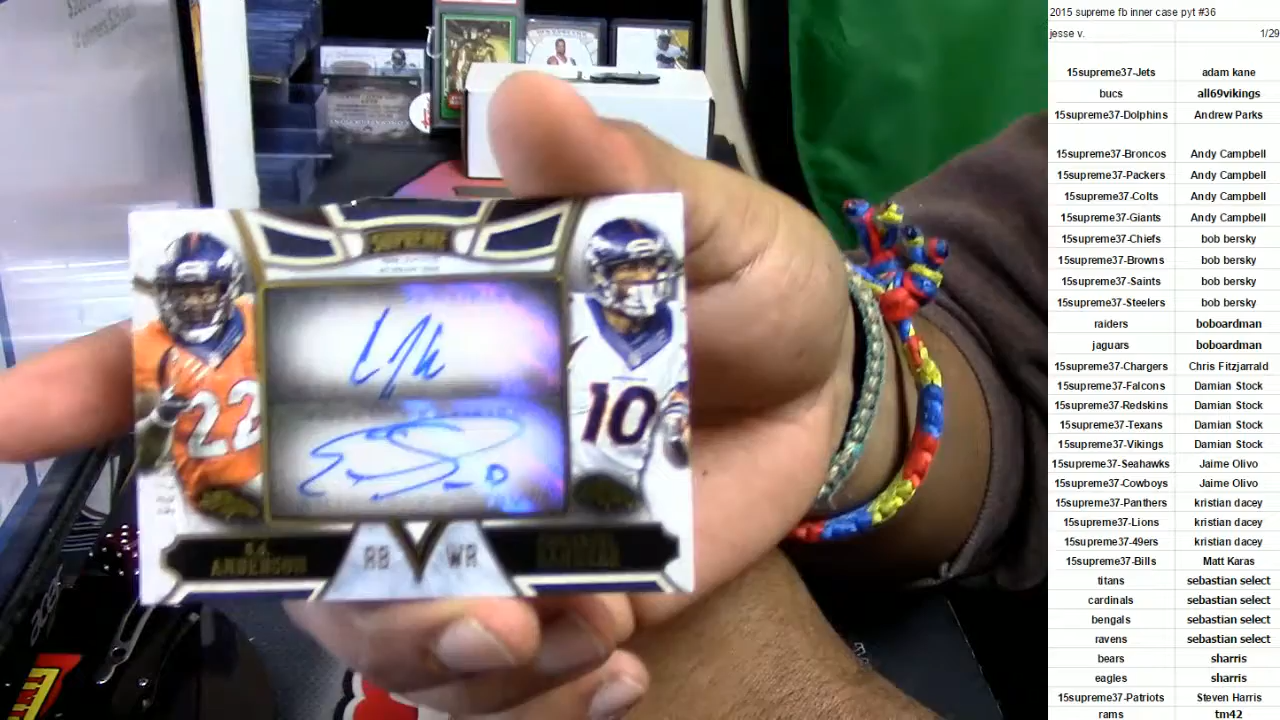 2015 supreme fb inner case pyt #36
jesse v. 1/29
15supreme37-Jets adam kane
bucs all69vikings
15supreme37-Dolphins Andrew Parks
15supreme37-Broncos Andy Campbell
15supreme37-Packers Andy Campbell
15supreme37-Colts Andy Campbell
15supreme37-Giants Andy Campbell
15supreme37-Chiefs bob bersky
15supreme37-Browns bob bersky
15supreme37-Saints bob bersky
15supreme37-Steelers bob bersky
raiders boboardman
jaguars boboardman
15supreme37-Chargers Chris Fitzjarrald
15supreme37-Falcons Damian Stock
15supreme37-Redskins Damian Stock
15supreme37-Texans Damian Stock
15supreme37-Vikings Damian Stock
15supreme37-Seahawks Jaime Olivo
15supreme37-Cowboys Jaime Olivo
15supreme37-Panthers kristian dacey
15supreme37-Lions kristian dacey
15supreme37-49ers kristian dacey
15supreme37-Bills Matt Karas
titans sebastian select
cardinals sebastian select
bengals sebastian select
ravens sebastian select
bears sharris
eagles sharris
15supreme37-Patriots Steven Harris
rams tm42
SUPREME
22
10
C.J.
ANDERSON
RB
WR
acer